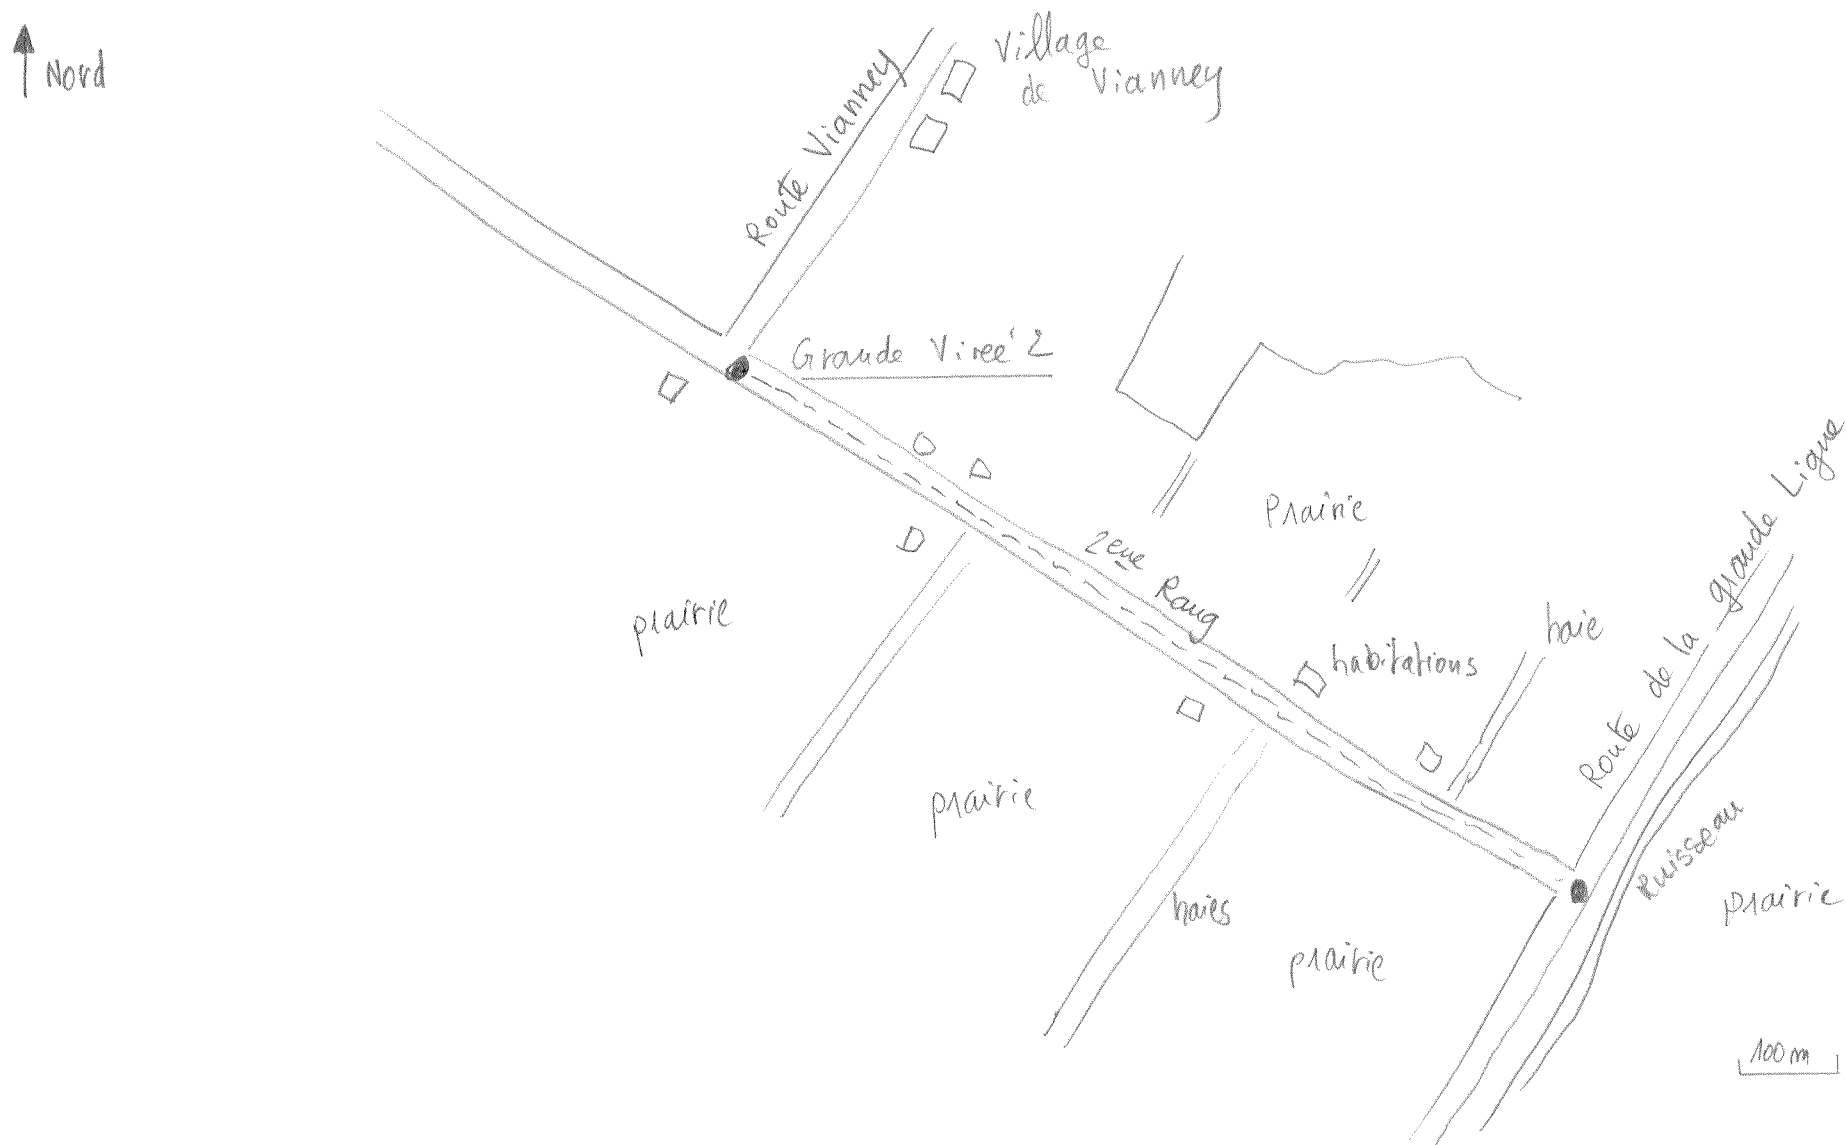 Nord
Village
de Vianney
Route Vianney
Grande Virée 2
Prairie
2eme Rang
prairie
habitations
haie
Route de la grande Ligne
prairie
Ruisseau
haies
prairie
prairie
100 m